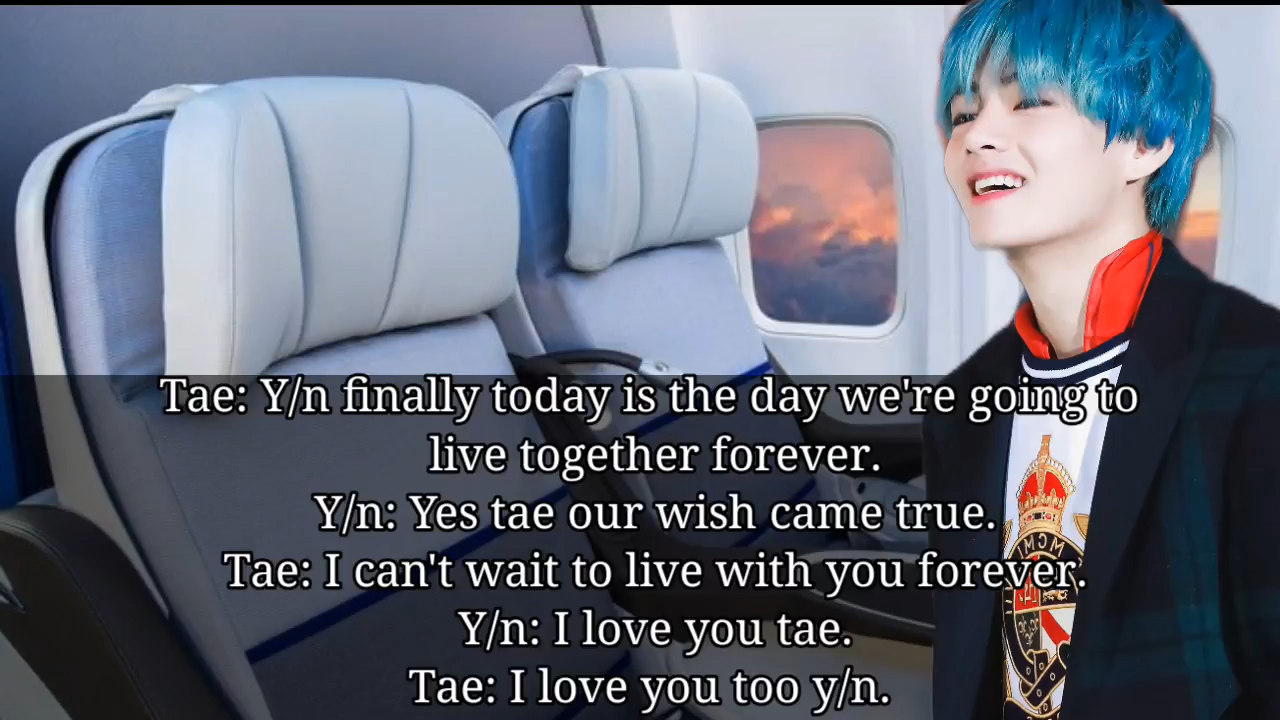 Tae: Y/n finally today is the day we're going to
live together forever.
Y/n: Yes tae our wish came true.
Tae: I can't wait to live with you forever.
Y/n: I love you tae.
Tae: I love you too y/n.